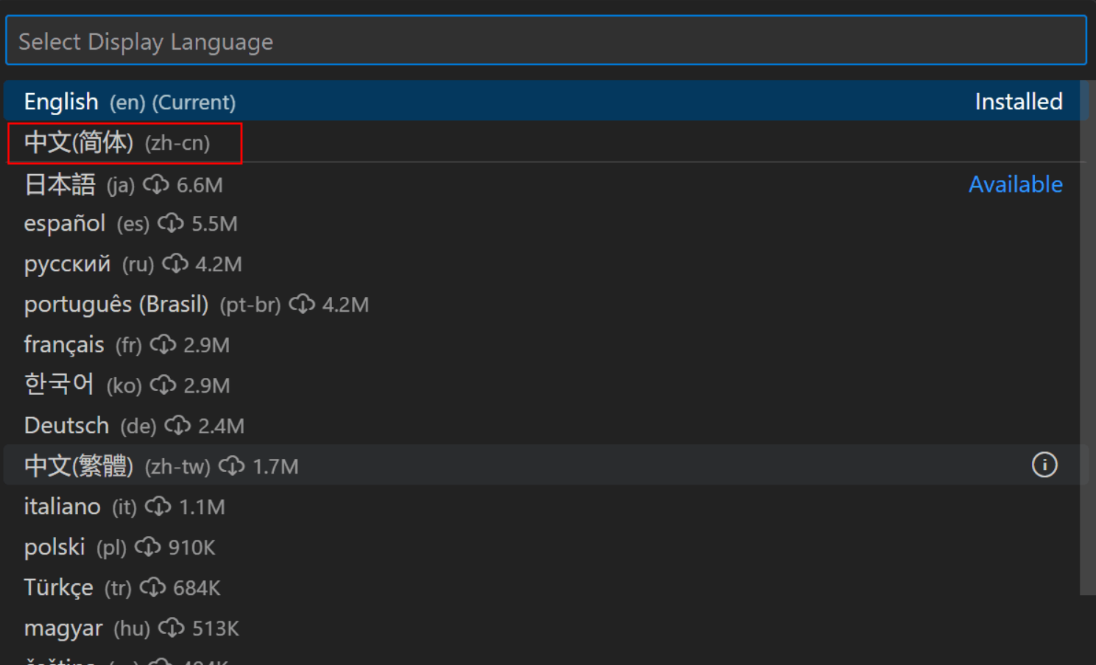 Select Display Language
English (en) (Current) Installed
中文(简体) (zh-cn)
日本語 (ja) 6.6M Available
español (es) 5.5M
русский (ru) 4.2M
português (Brasil) (pt-br) 4.2M
français (fr) 2.9M
한국어 (ko) 2.9M
Deutsch (de) 2.4M
中文(繁體) (zh-tw) 1.7M
italiano (it) 1.1M
polski (pl) 910K
Türkçe (tr) 684K
magyar (hu) 513K